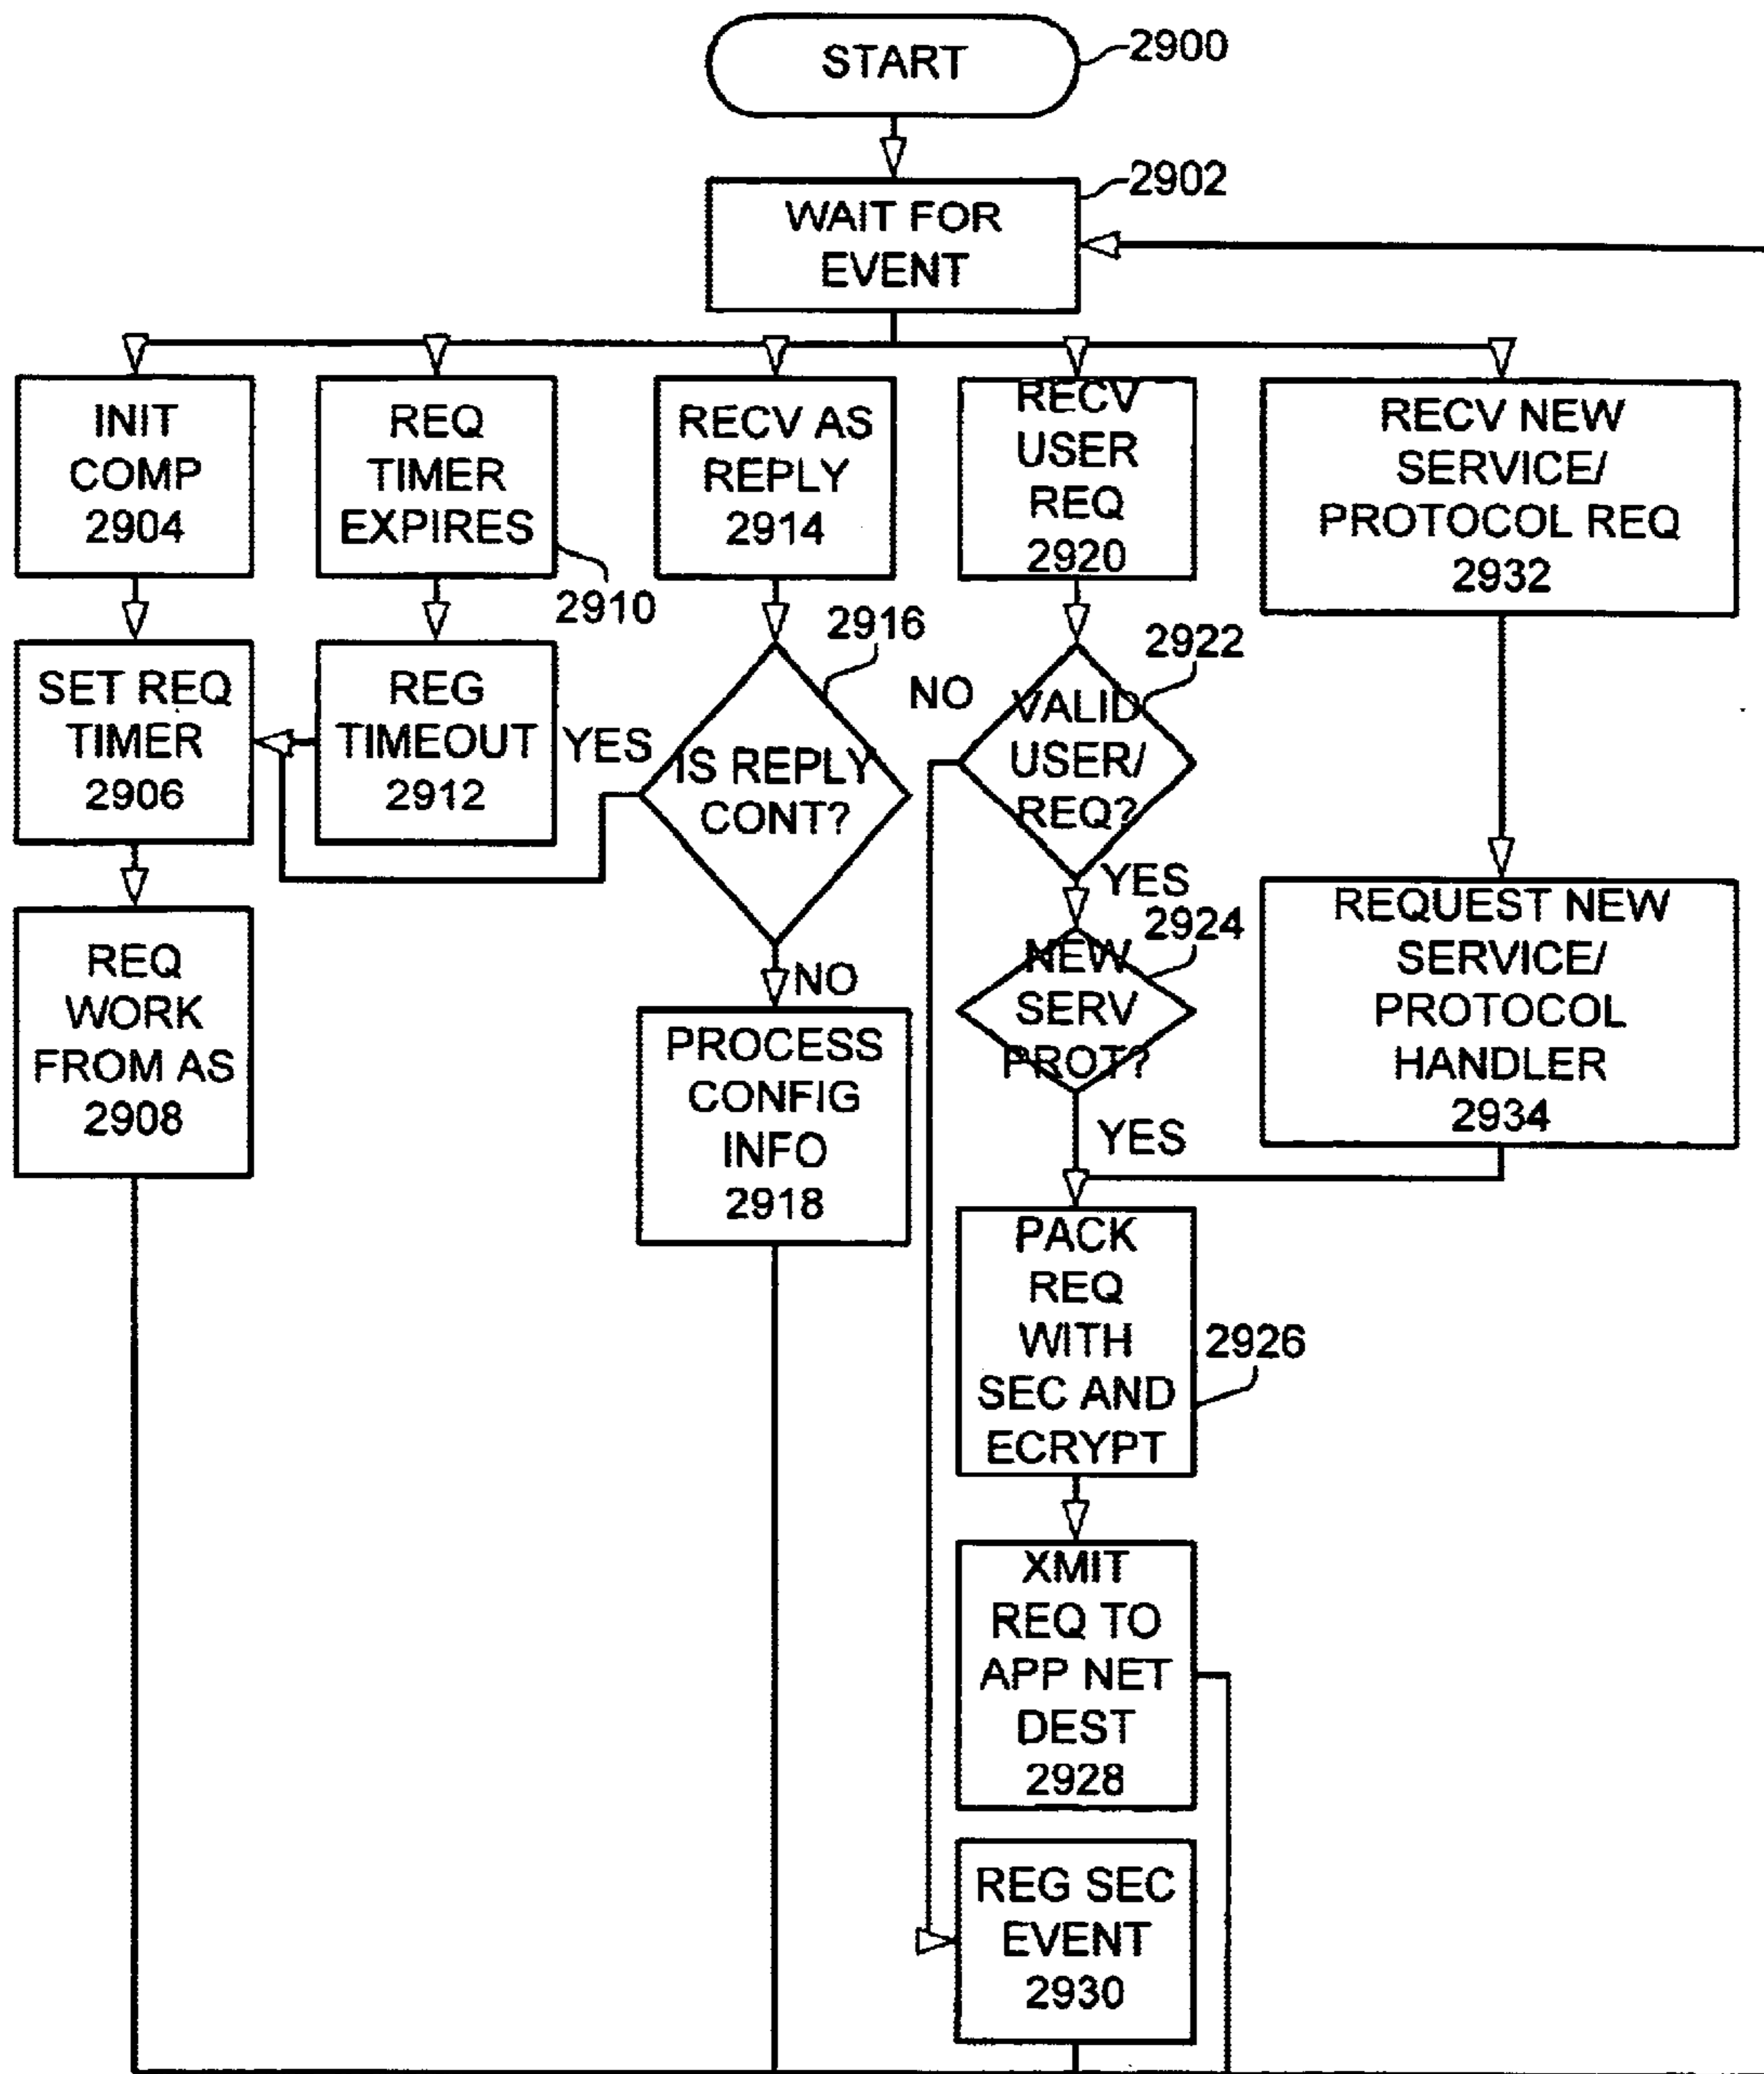 START
2900
WAIT FOR
EVENT
2902
INIT
COMP
2904
REQ
TIMER
EXPIRES
2910
RECV AS
REPLY
2914
RECV
USER
REQ
2920
RECV NEW
SERVICE/
PROTOCOL REQ
2932
SET REQ
TIMER
2906
REG
TIMEOUT
2912
YES
IS REPLY
CONT?
2916
NO
VALID
USER/
REQ?
2922
YES
REQ
WORK
FROM AS
2908
NO
PROCESS
CONFIG
INFO
2918
NEW
SERV
PROT?
2924
YES
REQUEST NEW
SERVICE/
PROTOCOL
HANDLER
2934
PACK
REQ
WITH
SEC AND
ECRYPT
2926
XMIT
REQ TO
APP NET
DEST
2928
REG SEC
EVENT
2930